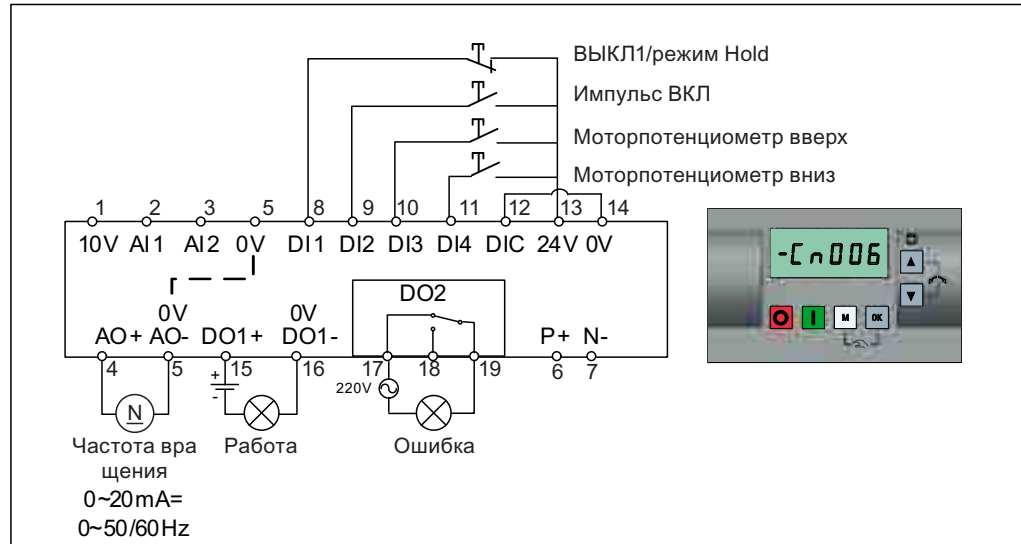 ВЫКЛ1/режим Hold
Импульс ВКЛ
Моторпотенциометр вверх
Моторпотенциометр вниз
1 2 3 5 8 9 10 11 12 13 14
10V AI1 AI2 0V DI1 DI2 DI3 DI4 DIC 24V 0V
-Cn006
M OK
DO2
0V 0V
AO+ AO- DO1+ DO1- P+ N-
4 5 15 16 17 18 19 6 7
+
-
220V
N
Частота вра
щения
Работа
Ошибка
0~20mA=
0~50/60Hz